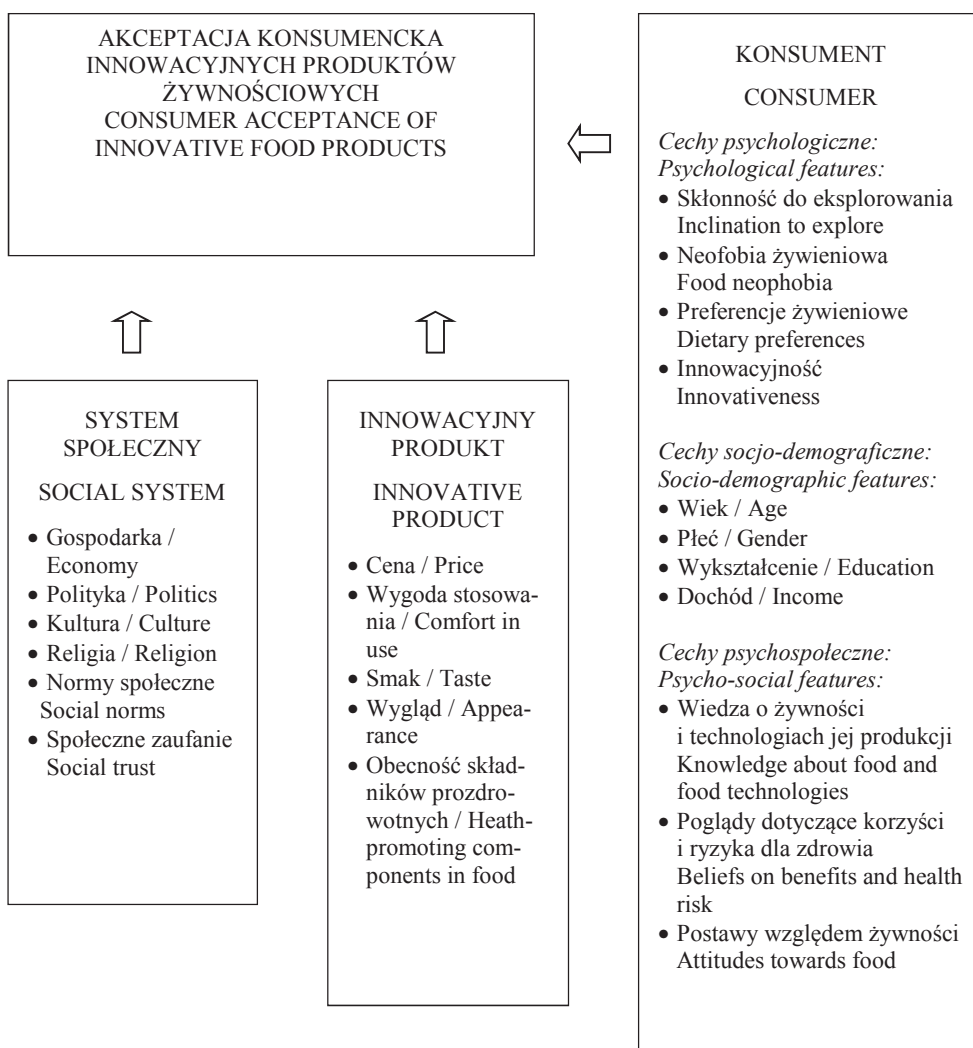 AKCEPTACJA KONSUMENCKA
INNOWACYJNYCH PRODUKTÓW
ŻYWNOŚCIOWYCH
CONSUMER ACCEPTANCE OF
INNOVATIVE FOOD PRODUCTS
SYSTEM
SPOŁECZNY
SOCIAL SYSTEM
• Gospodarka /
Economy
• Polityka / Politics
• Kultura / Culture
• Religia / Religion
• Normy społeczne
Social norms
• Społeczne zaufanie
Social trust
INNOWACYJNY
PRODUKT
INNOVATIVE
PRODUCT
• Cena / Price
• Wygoda stosowa-
nia / Comfort in
use
• Smak / Taste
• Wygląd / Appea-
rance
• Obecność skład-
ników prozdro-
wotnych / Heath-
promoting com-
ponents in food
KONSUMENT
CONSUMER
Cechy psychologiczne:
Psychological features:
• Skłonność do eksplorowania
Inclination to explore
• Neofobia żywieniowa
Food neophobia
• Preferencje żywieniowe
Dietary preferences
• Innowacyjność
Innovativeness
Cechy socjo-demograficzne:
Socio-demographic features:
• Wiek / Age
• Płeć / Gender
• Wykształcenie / Education
• Dochód / Income
Cechy psychospołeczne:
Psycho-social features:
• Wiedza o żywności
i technologiach jej produkcji
Knowledge about food and
food technologies
• Poglądy dotyczące korzyści
i ryzyka dla zdrowia
Beliefs on benefits and health
risk
• Postawy względem żywności
Attitudes towards food